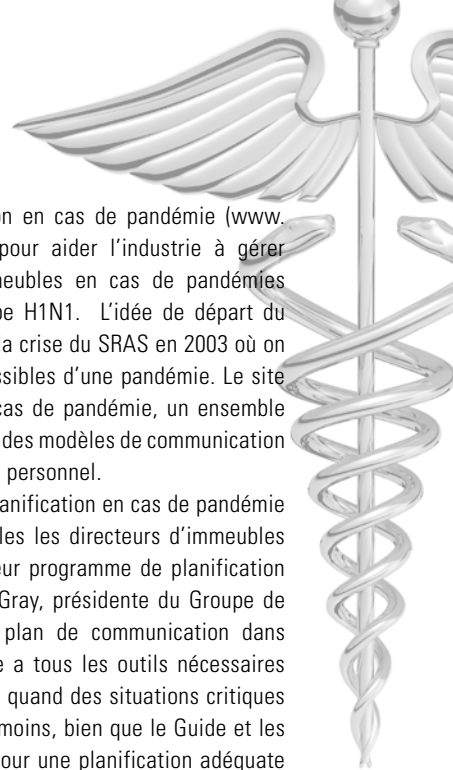 on en cas de pandémie (www.
pour aider l’industrie à gérer
meubles en cas de pandémies
pe H1N1. L’idée de départ du
la crise du SRAS en 2003 où on
ssibles d’une pandémie. Le site
cas de pandémie, un ensemble
des modèles de communication
personnel.
anification en cas de pandémie
les les directeurs d’immeubles
eur programme de planification
Gray, présidente du Groupe de
plan de communication dans
e a tous les outils nécessaires
quand des situations critiques
moins, bien que le Guide et les
pour une planification adéquate